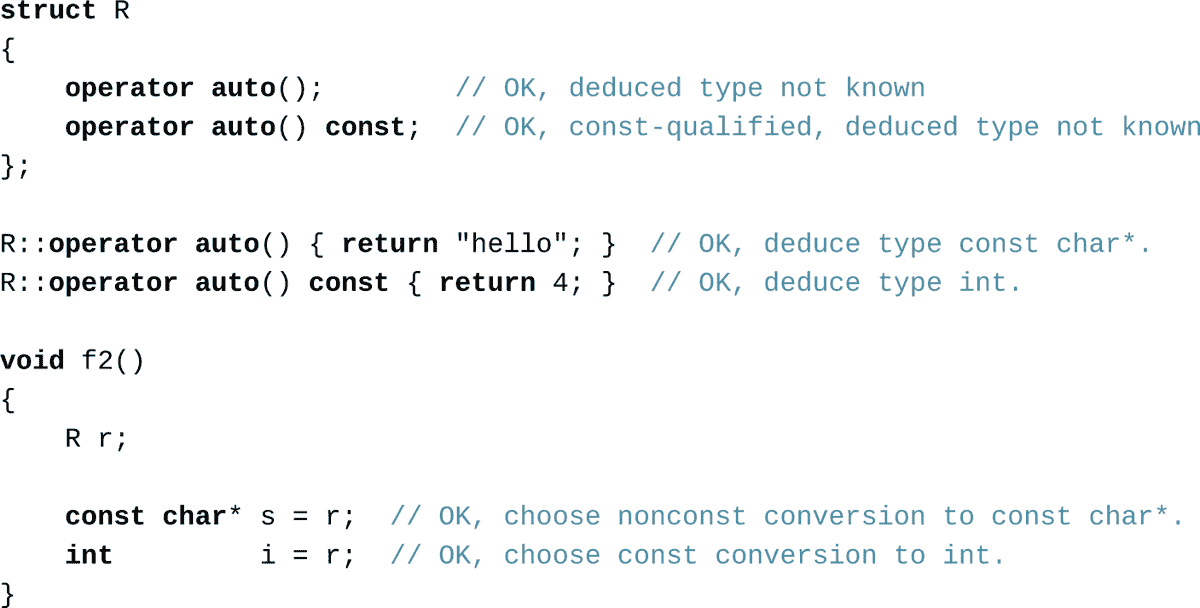 struct R
{
    operator auto();        // OK, deduced type not known
    operator auto() const;  // OK, const-qualified, deduced type not known
};

R::operator auto() { return "hello"; }  // OK, deduce type const char*.
R::operator auto() const { return 4; }  // OK, deduce type int.

void f2()
{
    R r;

    const char* s = r;  // OK, choose nonconst conversion to const char*.
    int         i = r;  // OK, choose const conversion to int.
}